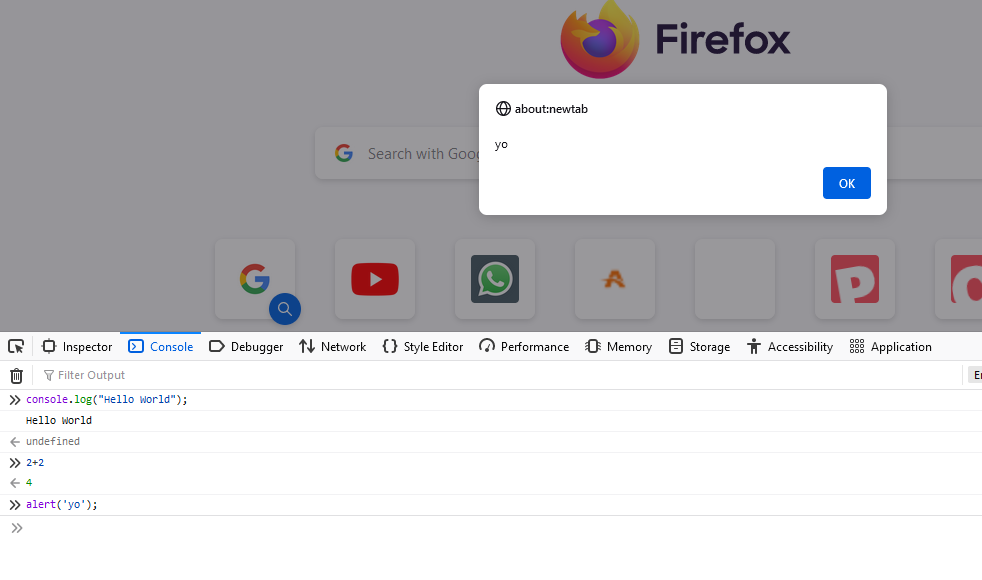 Firefox
about:newtab
yo
Search with Goog
OK
Inspector Console Debugger Network Style Editor Performance Memory Storage Accessibility Application
Filter Output
console.log("Hello World");
Hello World
undefined
2+2
4
alert('yo');